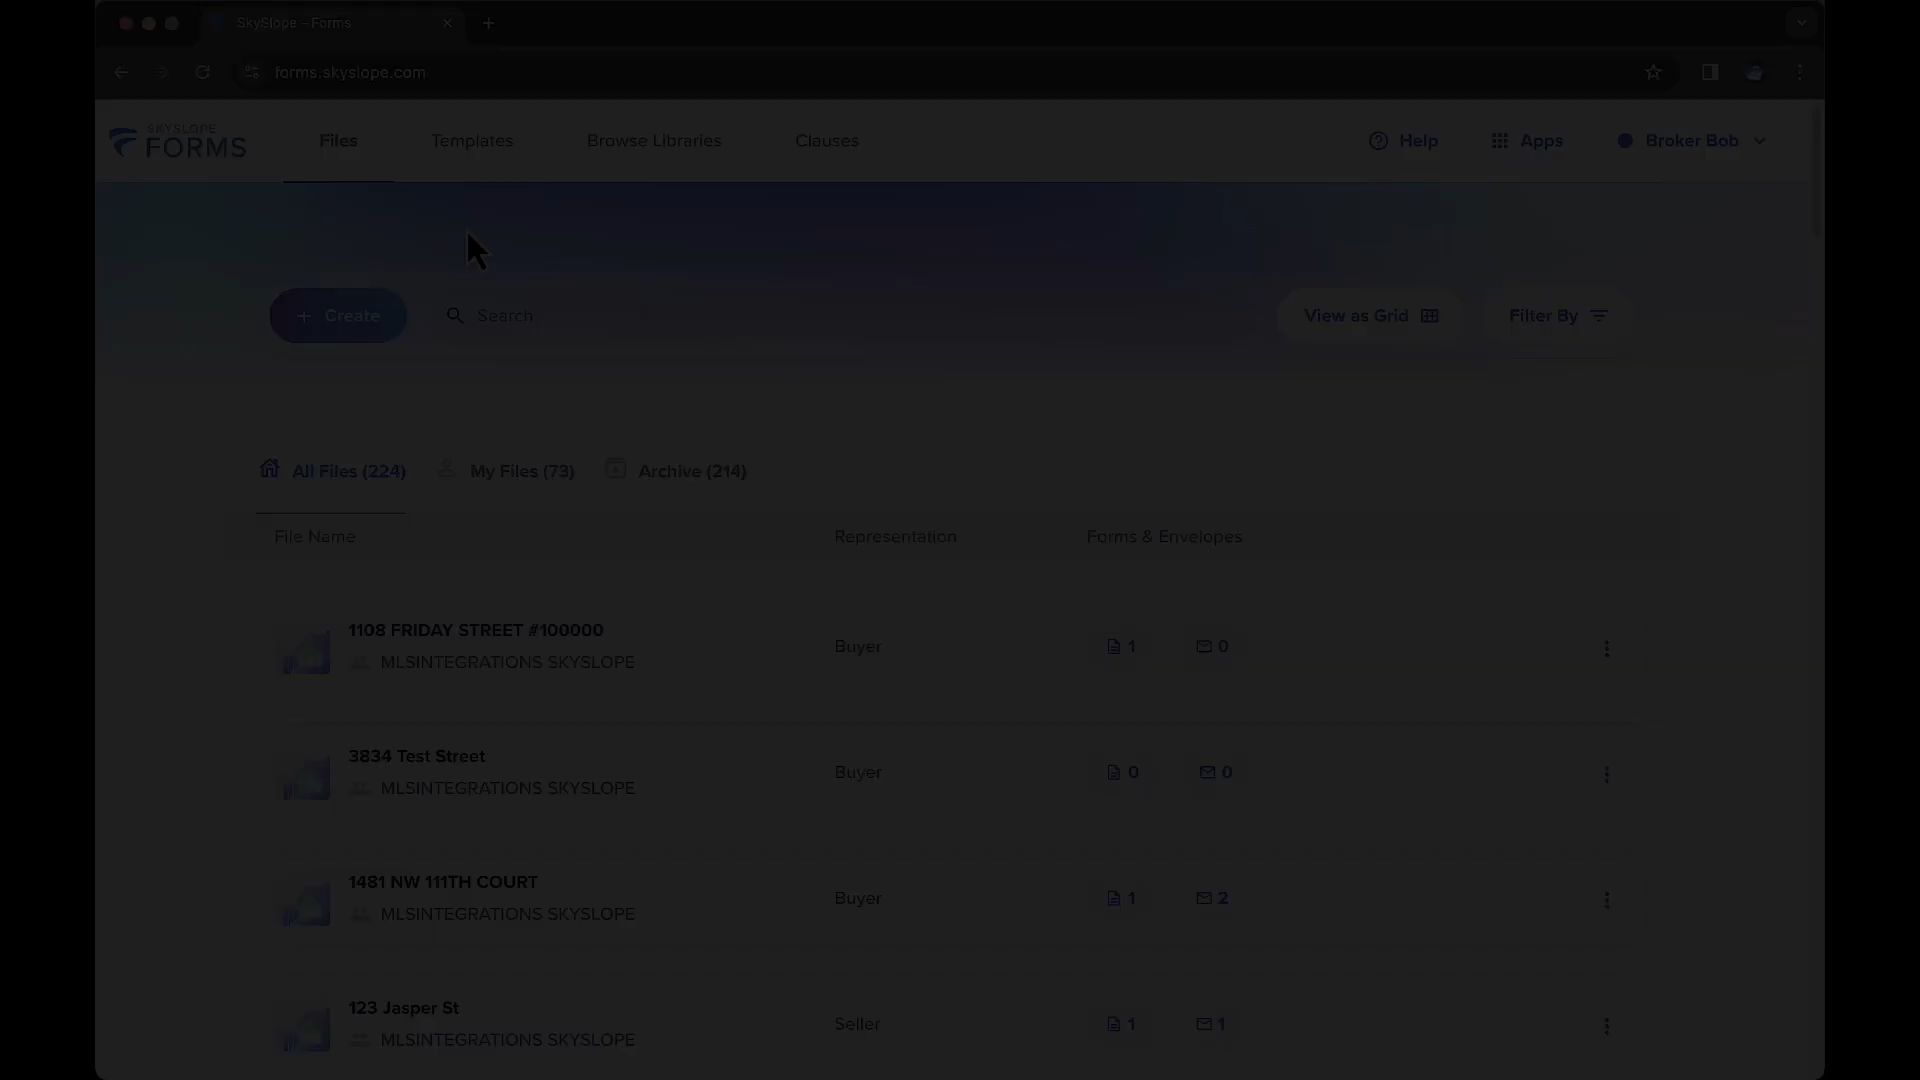 SkySlope – Forms
forms.skyslope.com
SKYSLOPE
FORMS
Files
Templates
Browse Libraries
Clauses
Help
Apps
Broker Bob
Create
Search
View as Grid
Filter By
All Files (224)
My Files (73)
Archive (214)
File Name
Representation
Forms & Envelopes
1108 FRIDAY STREET #100000
MLSINTEGRATIONS SKYSLOPE
Buyer
1
0
3834 Test Street
MLSINTEGRATIONS SKYSLOPE
Buyer
0
0
1481 NW 111TH COURT
MLSINTEGRATIONS SKYSLOPE
Buyer
1
2
123 Jasper St
MLSINTEGRATIONS SKYSLOPE
Seller
1
1